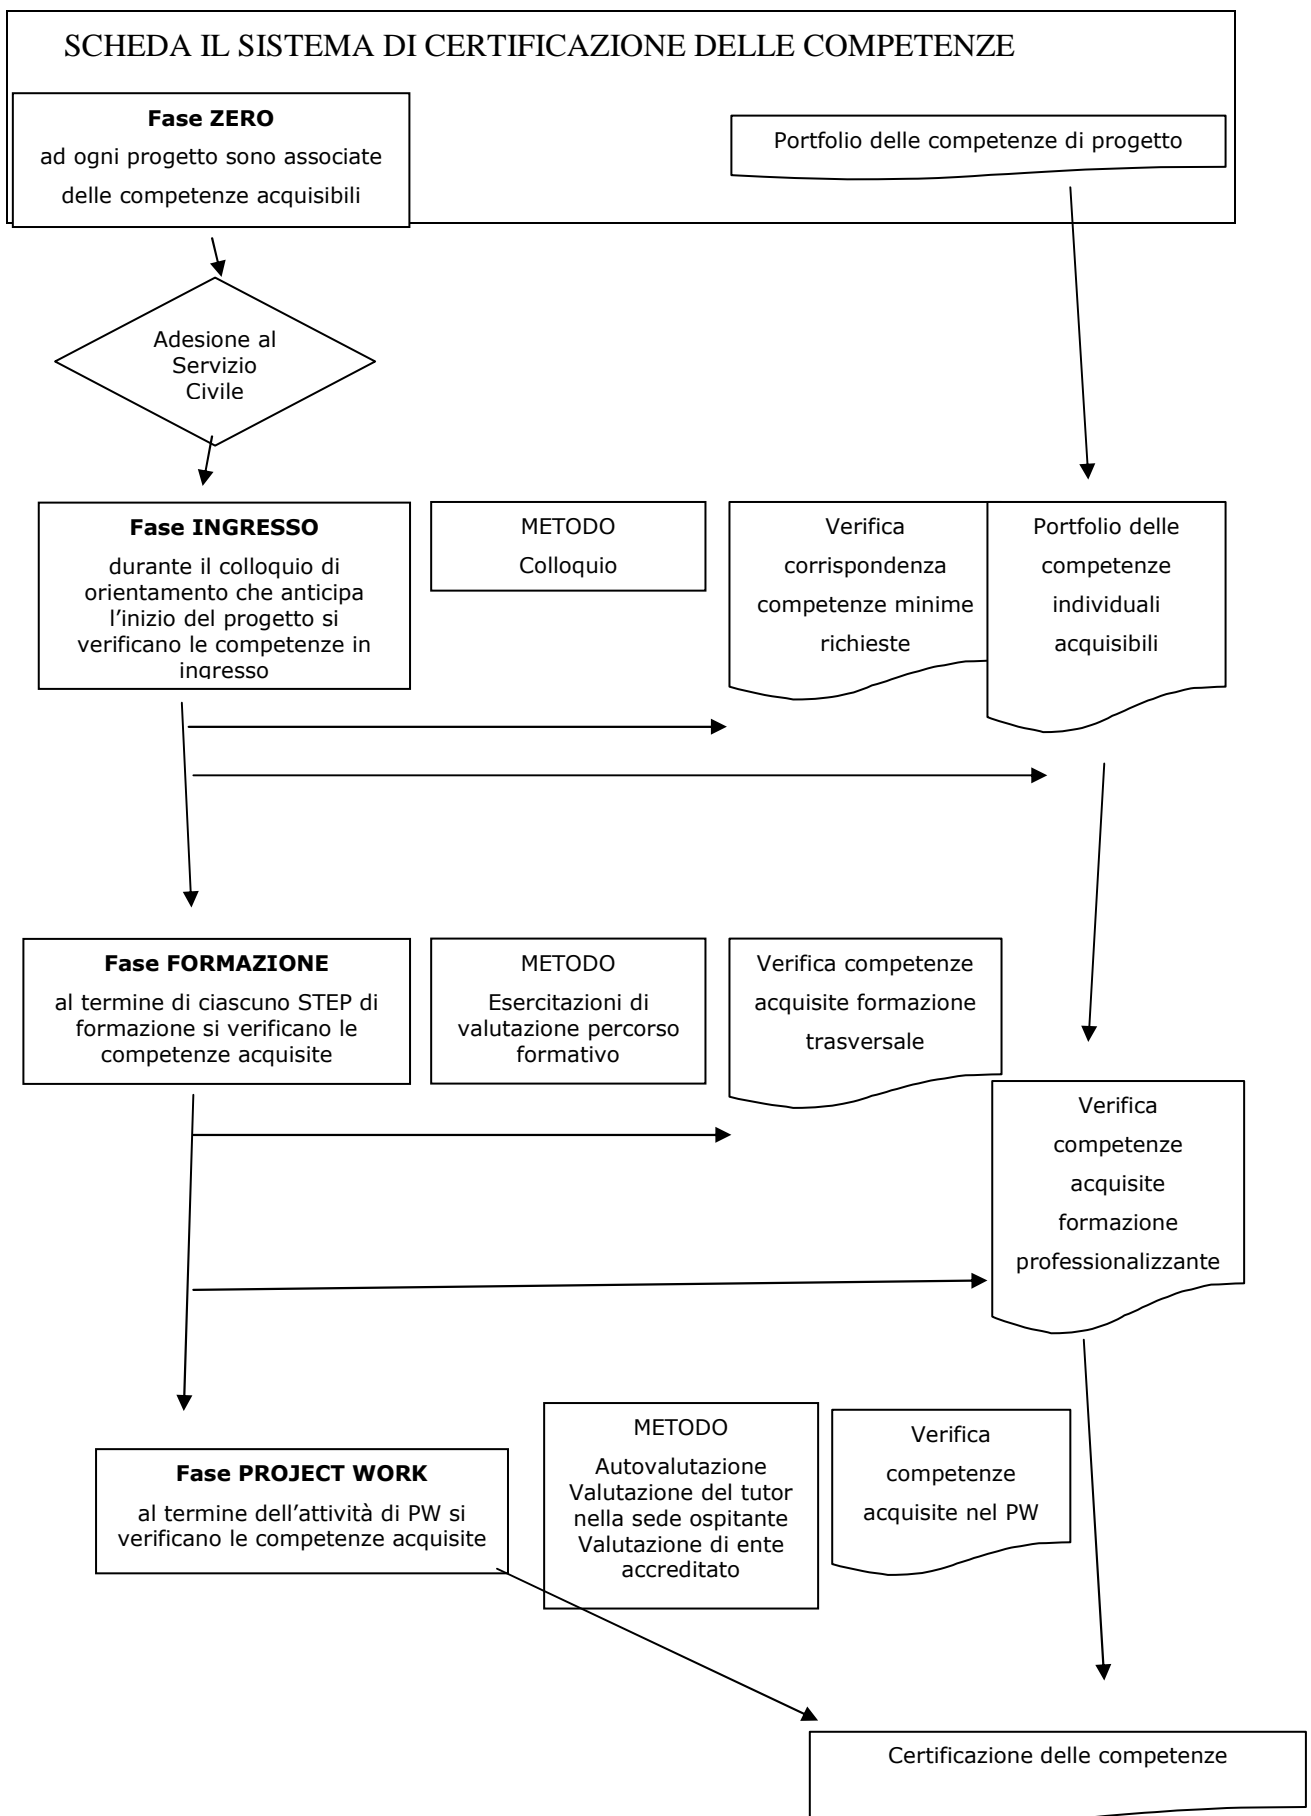 SCHEDA IL SISTEMA DI CERTIFICAZIONE DELLE COMPETENZE
Fase ZERO
ad ogni progetto sono associate
delle competenze acquisibili
Portfolio delle competenze di progetto
Adesione al
Servizio
Civile
Fase INGRESSO
durante il colloquio di
orientamento che anticipa
l’inizio del progetto si
verificano le competenze in
ingresso
METODO
Colloquio
Verifica
corrispondenza
competenze minime
richieste
Portfolio delle
competenze
individuali
acquisibili
Fase FORMAZIONE
al termine di ciascuno STEP di
formazione si verificano le
competenze acquisite
METODO
Esercitazioni di
valutazione percorso
formativo
Verifica competenze
acquisite formazione
trasversale
Verifica
competenze
acquisite
formazione
professionalizzante
Fase PROJECT WORK
al termine dell’attività di PW si
verificano le competenze acquisite
METODO
Autovalutazione
Valutazione del tutor
nella sede ospitante
Valutazione di ente
accreditato
Verifica
competenze
acquisite nel PW
Certificazione delle competenze